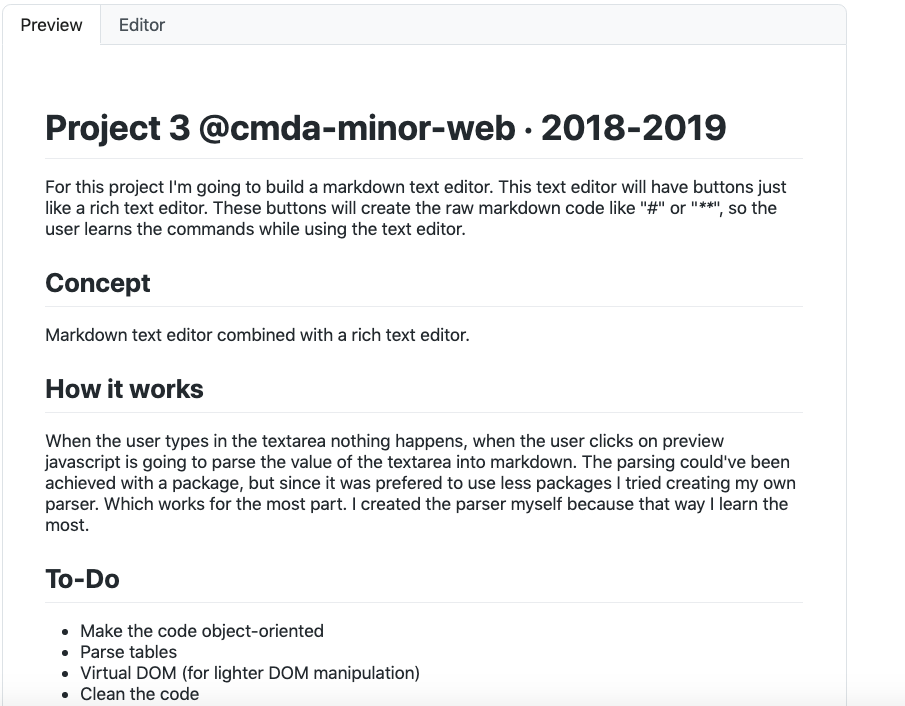 Preview
Editor
Project 3 @cmda-minor-web · 2018-2019
For this project I'm going to build a markdown text editor. This text editor will have buttons just
like a rich text editor. These buttons will create the raw markdown code like "#" or "**", so the
user learns the commands while using the text editor.
Concept
Markdown text editor combined with a rich text editor.
How it works
When the user types in the textarea nothing happens, when the user clicks on preview
javascript is going to parse the value of the textarea into markdown. The parsing could've been
achieved with a package, but since it was prefered to use less packages I tried creating my own
parser. Which works for the most part. I created the parser myself because that way I learn the
most.
To-Do
• Make the code object-oriented
• Parse tables
• Virtual DOM (for lighter DOM manipulation)
• Clean the code